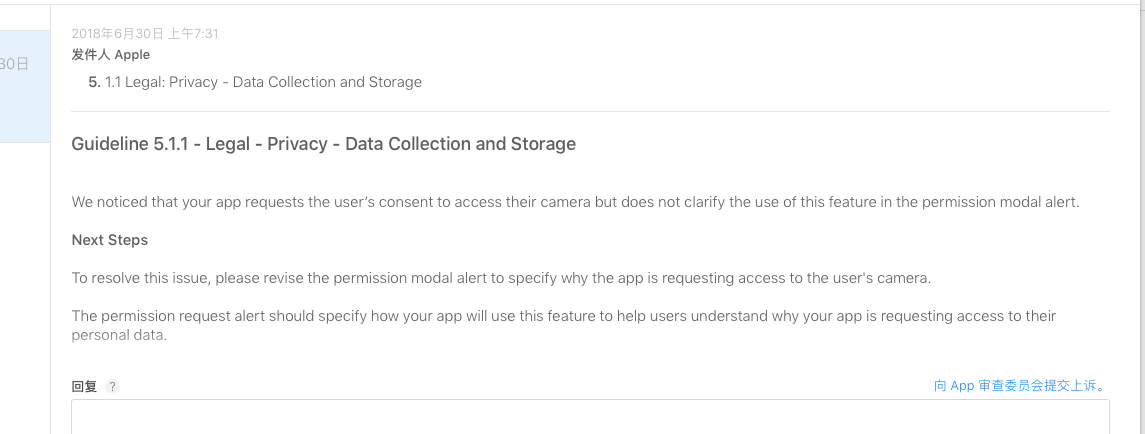 2018年6月30日 上午7:31
30日
发件人 Apple
5. 1.1 Legal: Privacy - Data Collection and Storage
Guideline 5.1.1 - Legal - Privacy - Data Collection and Storage
We noticed that your app requests the user’s consent to access their camera but does not clarify the use of this feature in the permission modal alert.
Next Steps
To resolve this issue, please revise the permission modal alert to specify why the app is requesting access to the user's camera.
The permission request alert should specify how your app will use this feature to help users understand why your app is requesting access to their
personal data.
回复 ?
向 App 审查委员会提交上诉。